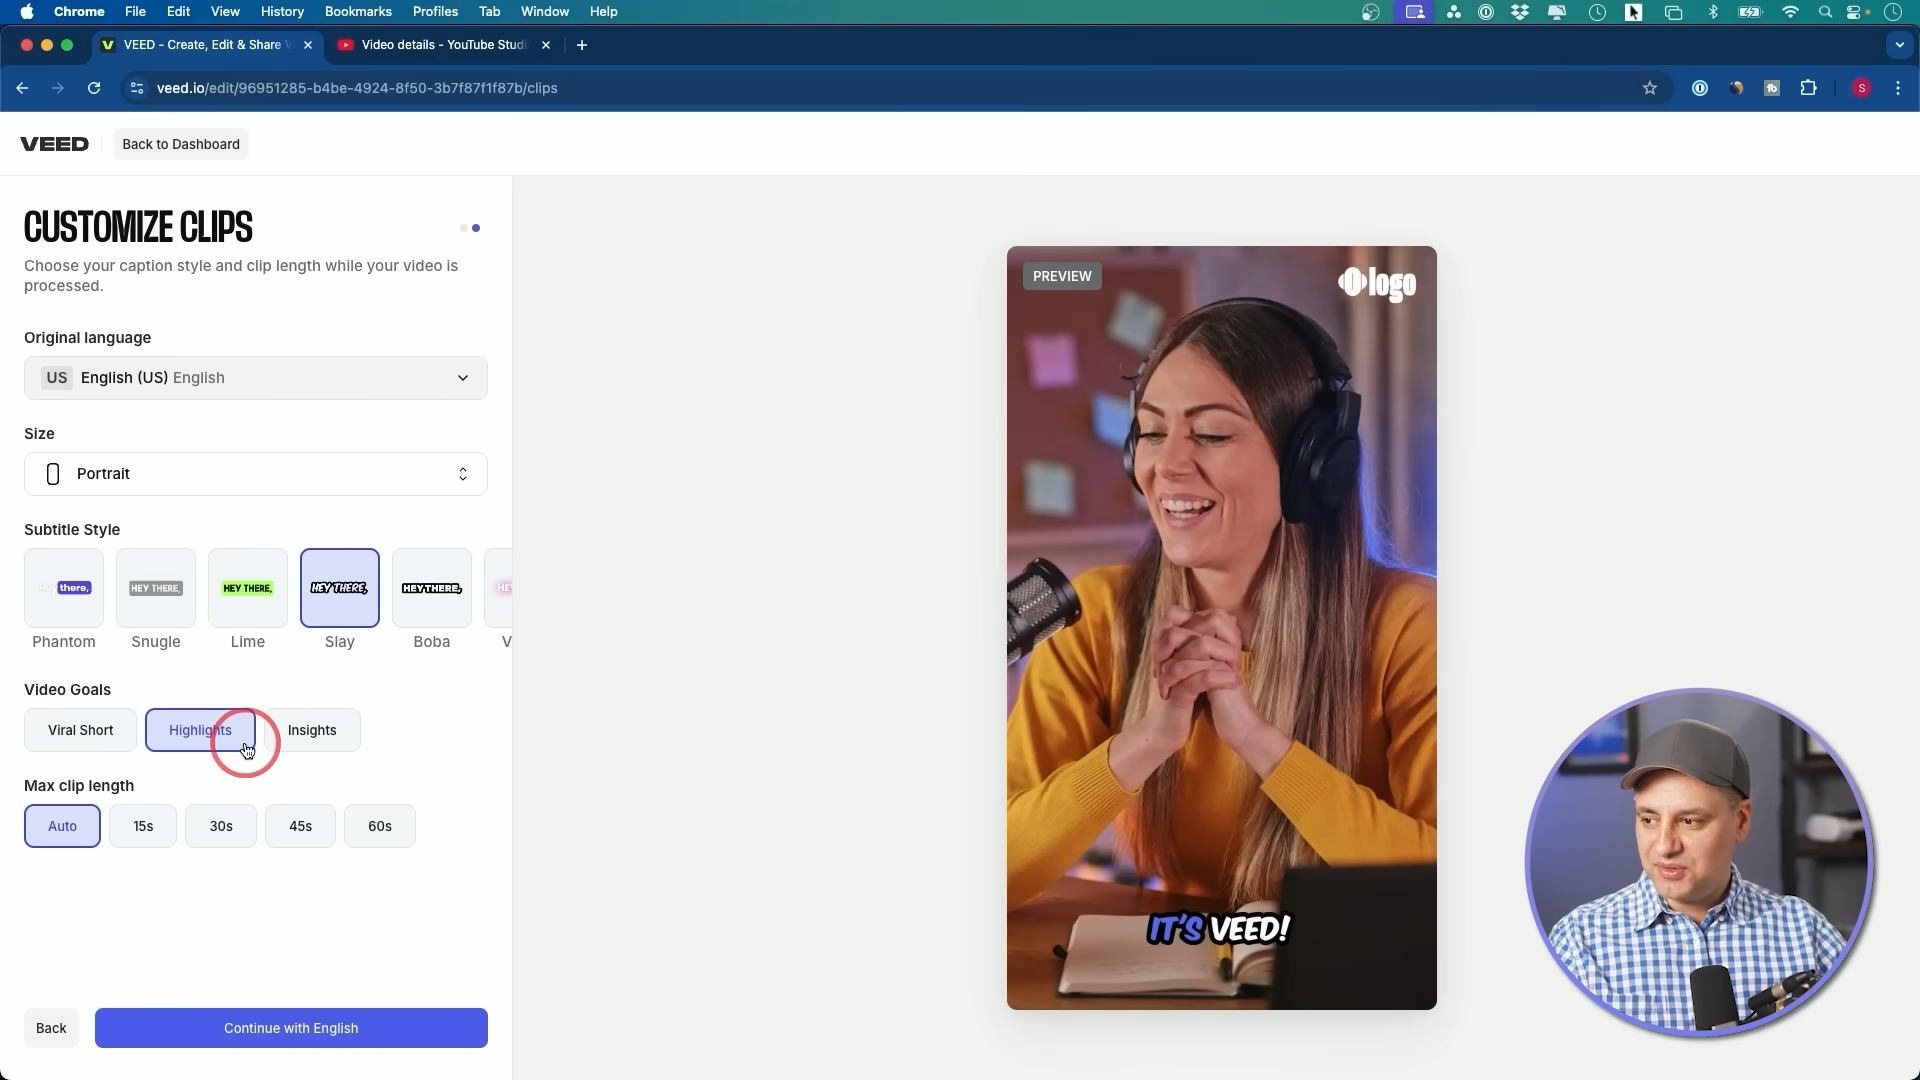 Chrome File Edit View History Bookmarks Profiles Tab Window Help
VEED - Create, Edit & Share
Video details - YouTube Studi
veed.io/edit/96951285-b4be-4924-8f50-3b7f87f1f87b/clips
S
VEED
Back to Dashboard
CUSTOMIZE CLIPS
Choose your caption style and clip length while your video is
processed.
Original language
US English (US) English
Size
Portrait
Subtitle Style
there,
HEY THERE,
HEY THERE,
HEY THERE,
HEY THERE,
HE
Phantom
Snugle
Lime
Slay
Boba
V
Video Goals
Viral Short
Highlights
Insights
Max clip length
Auto
15s
30s
45s
60s
Back
Continue with English
PREVIEW
logo
IT'S VEED!